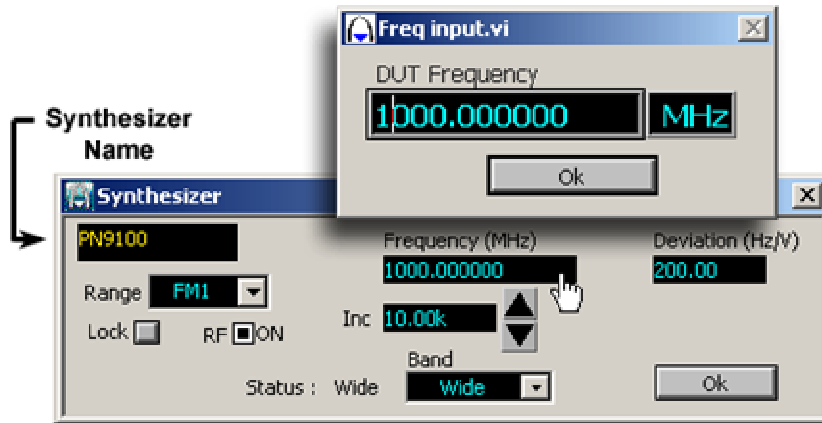 Freq input.vi
DUT Frequency
1000.000000 MHz
Ok
Synthesizer
Name
Synthesizer
PN9100
Frequency (MHz)
Deviation (Hz/V)
1000.000000
200.00
Range FM1
Inc 10.00k
Lock RF ON
Band
Status : Wide Wide
Ok